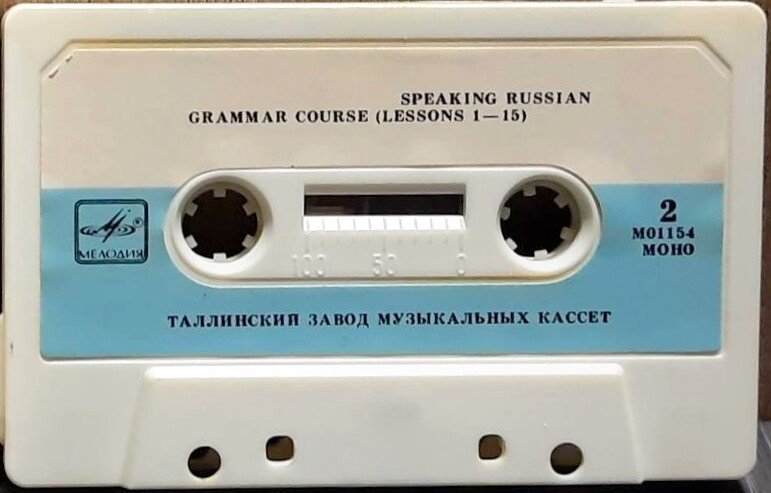 SPEAKING RUSSIAN
GRAMMAR COURSE (LESSONS 1—15)
МЕЛОДИЯ
2
М01154
МОНО
100 50 0
ТАЛЛИНСКИЙ ЗАВОД МУЗЫКАЛЬНЫХ КАССЕТ